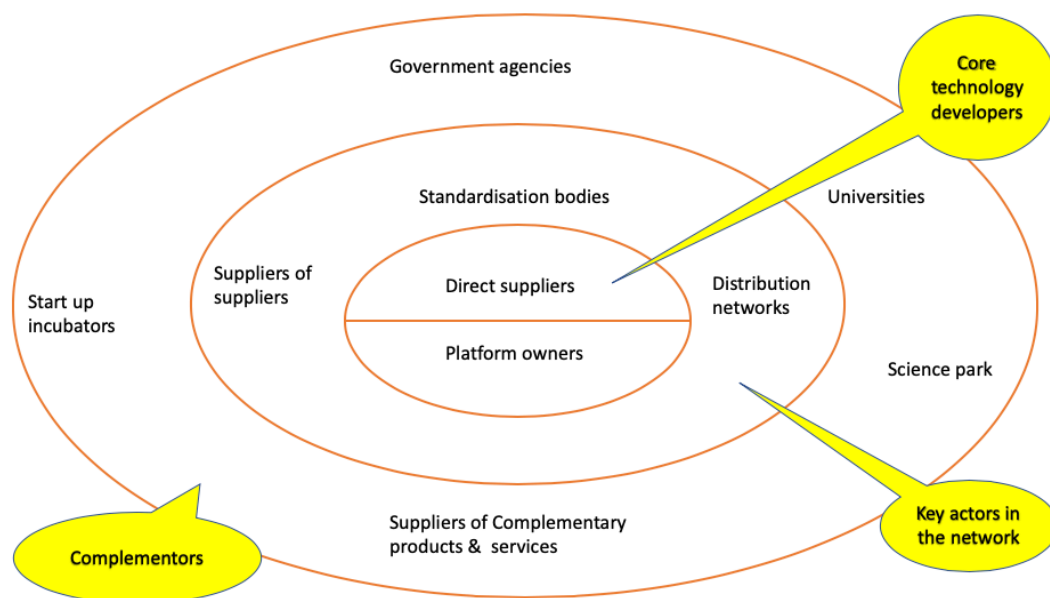 Government agencies
Core
technology
developers
Standardisation bodies
Universities
Suppliers of
suppliers
Direct suppliers
Distribution
networks
Start up
incubators
Platform owners
Science park
Suppliers of Complementary
products & services
Key actors in
the network
Complementors